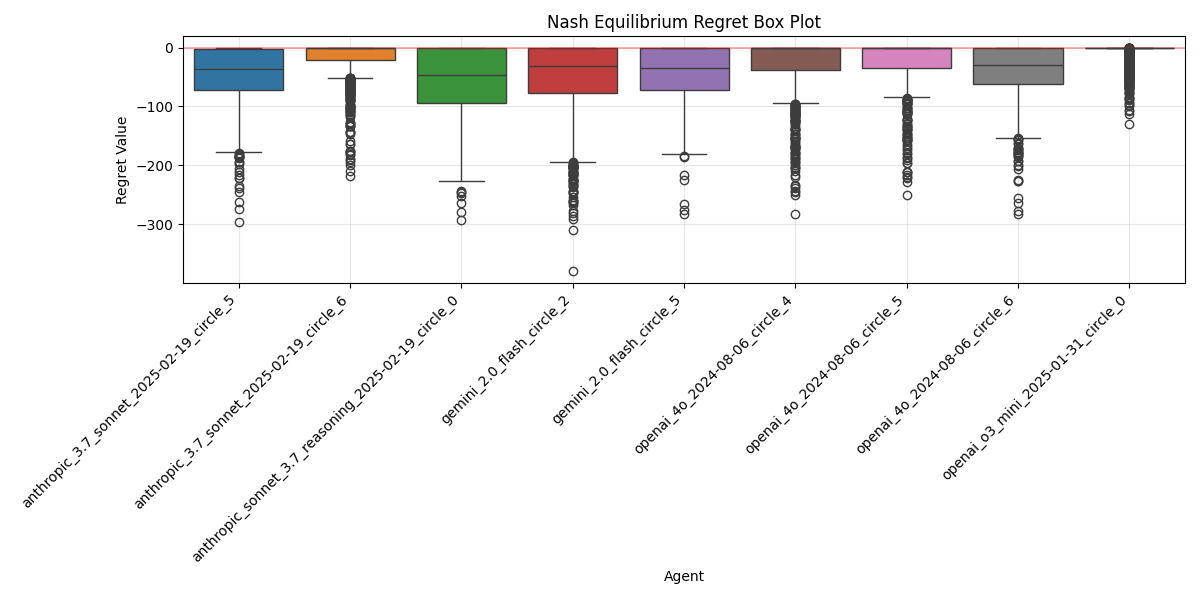 Nash Equilibrium Regret Box Plot
Regret Value
0
−100
−200
−300
anthropic_3.7_sonnet_2025-02-19_circle_5
anthropic_3.7_sonnet_2025-02-19_circle_6
anthropic_sonnet_3.7_reasoning_2025-02-19_circle_0
gemini_2.0_flash_circle_2
gemini_2.0_flash_circle_5
openai_4o_2024-08-06_circle_4
openai_4o_2024-08-06_circle_5
openai_4o_2024-08-06_circle_6
openai_o3_mini_2025-01-31_circle_0
Agent